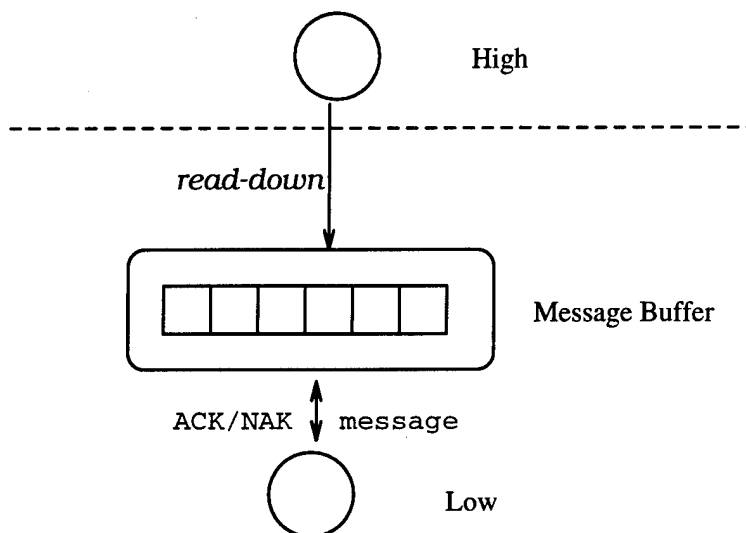 High
read-down
Message Buffer
ACK/NAK message
Low